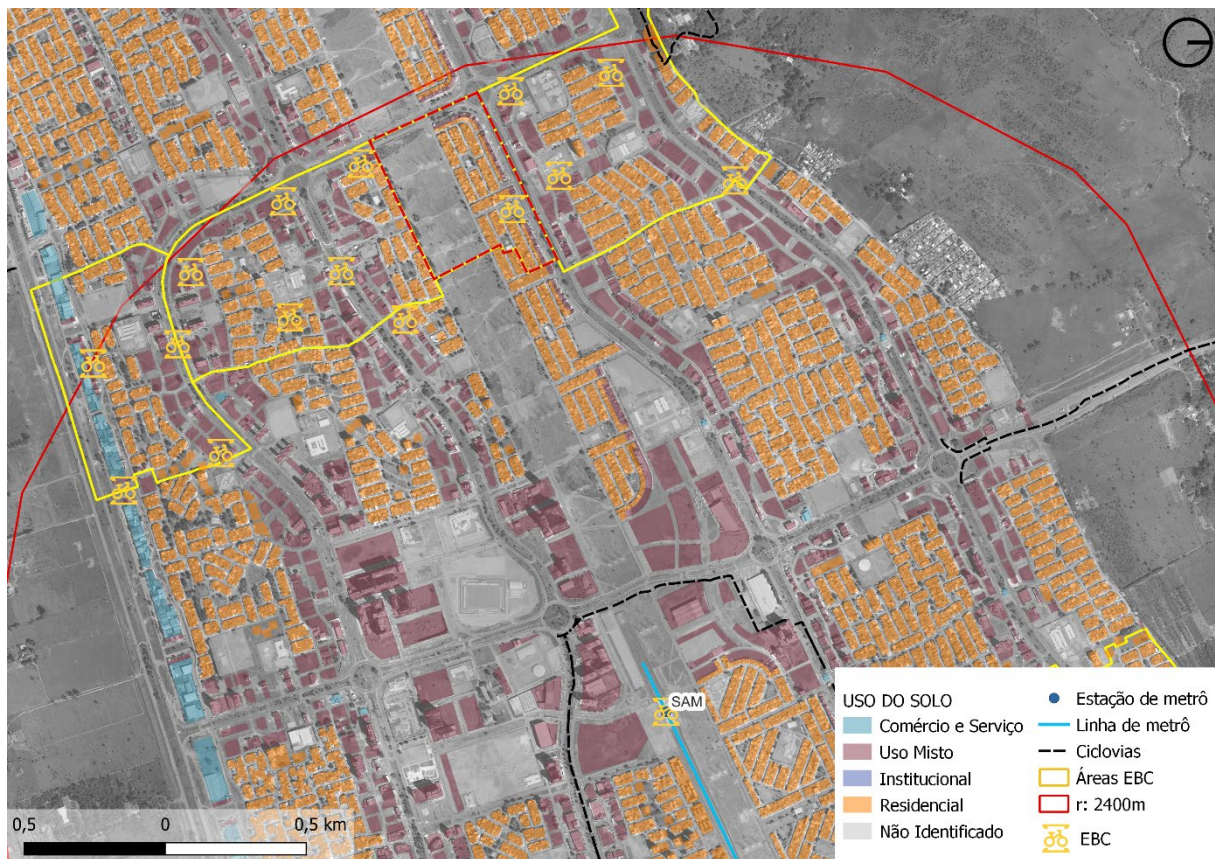 SAM
USO DO SOLO
Comércio e Serviço
Uso Misto
Institucional
Residencial
Não Identificado
Estação de metrô
Linha de metrô
Ciclovias
Áreas EBC
r: 2400m
EBC
0,5 0 0,5 km